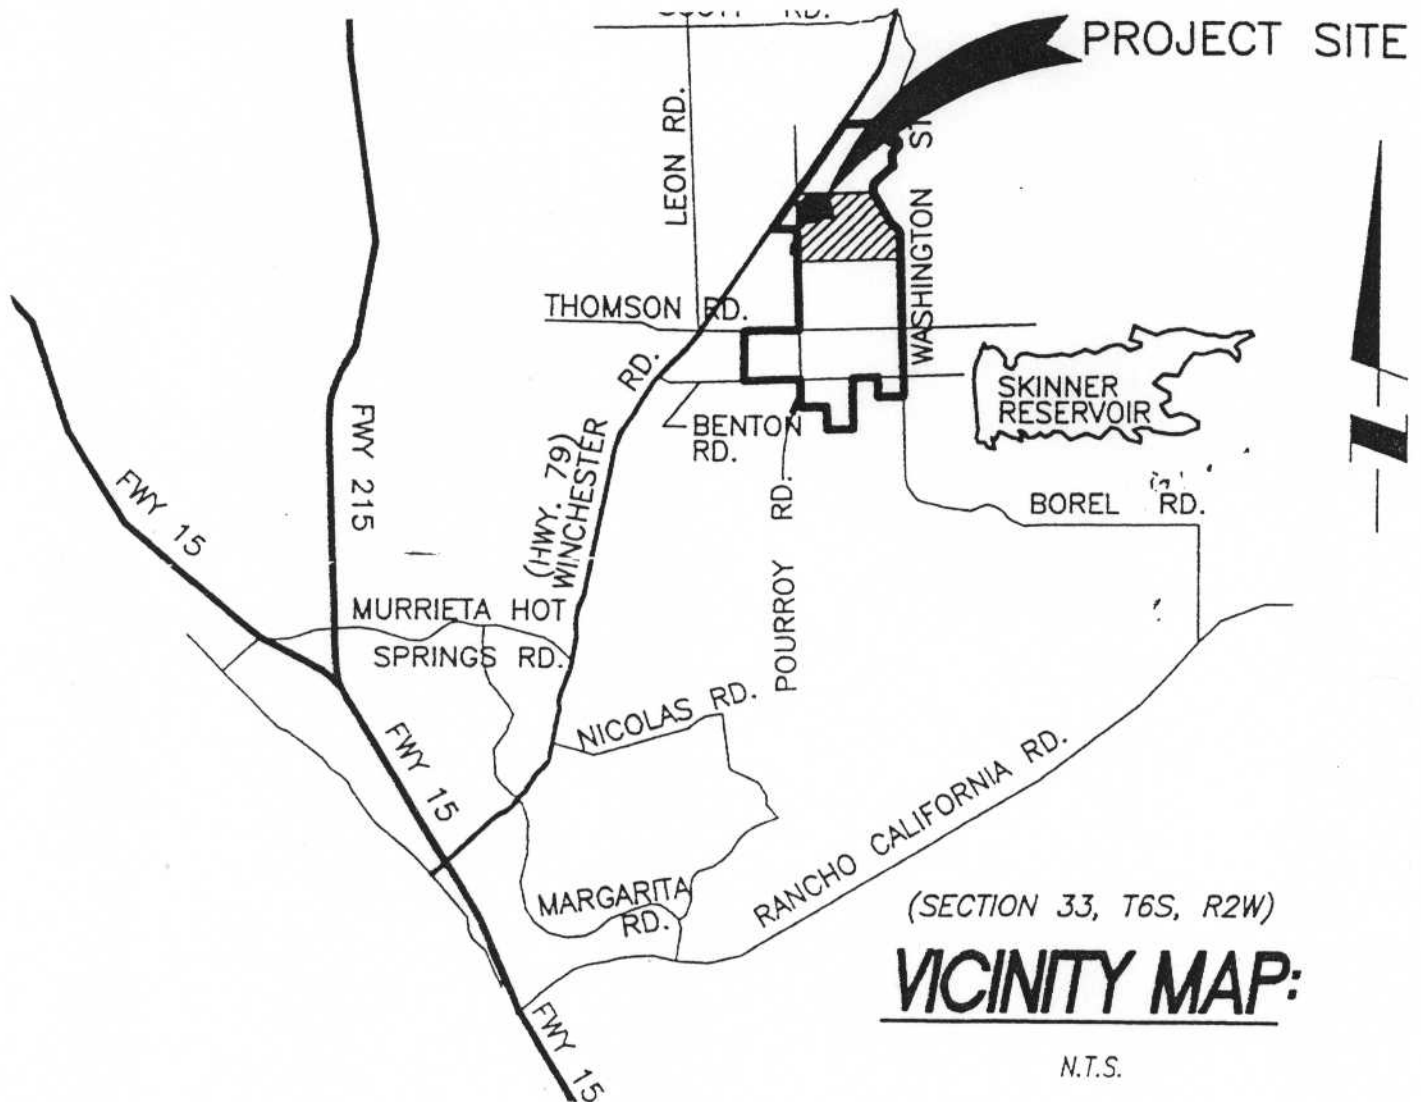 RD.
PROJECT SITE
LEON RD.
WASHINGTON ST
THOMSON RD.
RD.
SKINNER
RESERVOIR
BENTON
RD.
FWY 215
(HWY. 79)
WINCHESTER
FWY 15
BOREL RD.
POURROY RD.
MURRIETA HOT
SPRINGS RD.
NICOLAS RD.
FWY 15
RANCHO CALIFORNIA RD.
MARGARITA
RD.
(SECTION 33, T6S, R2W)
VICINITY MAP:
FWY 15
N.T.S.